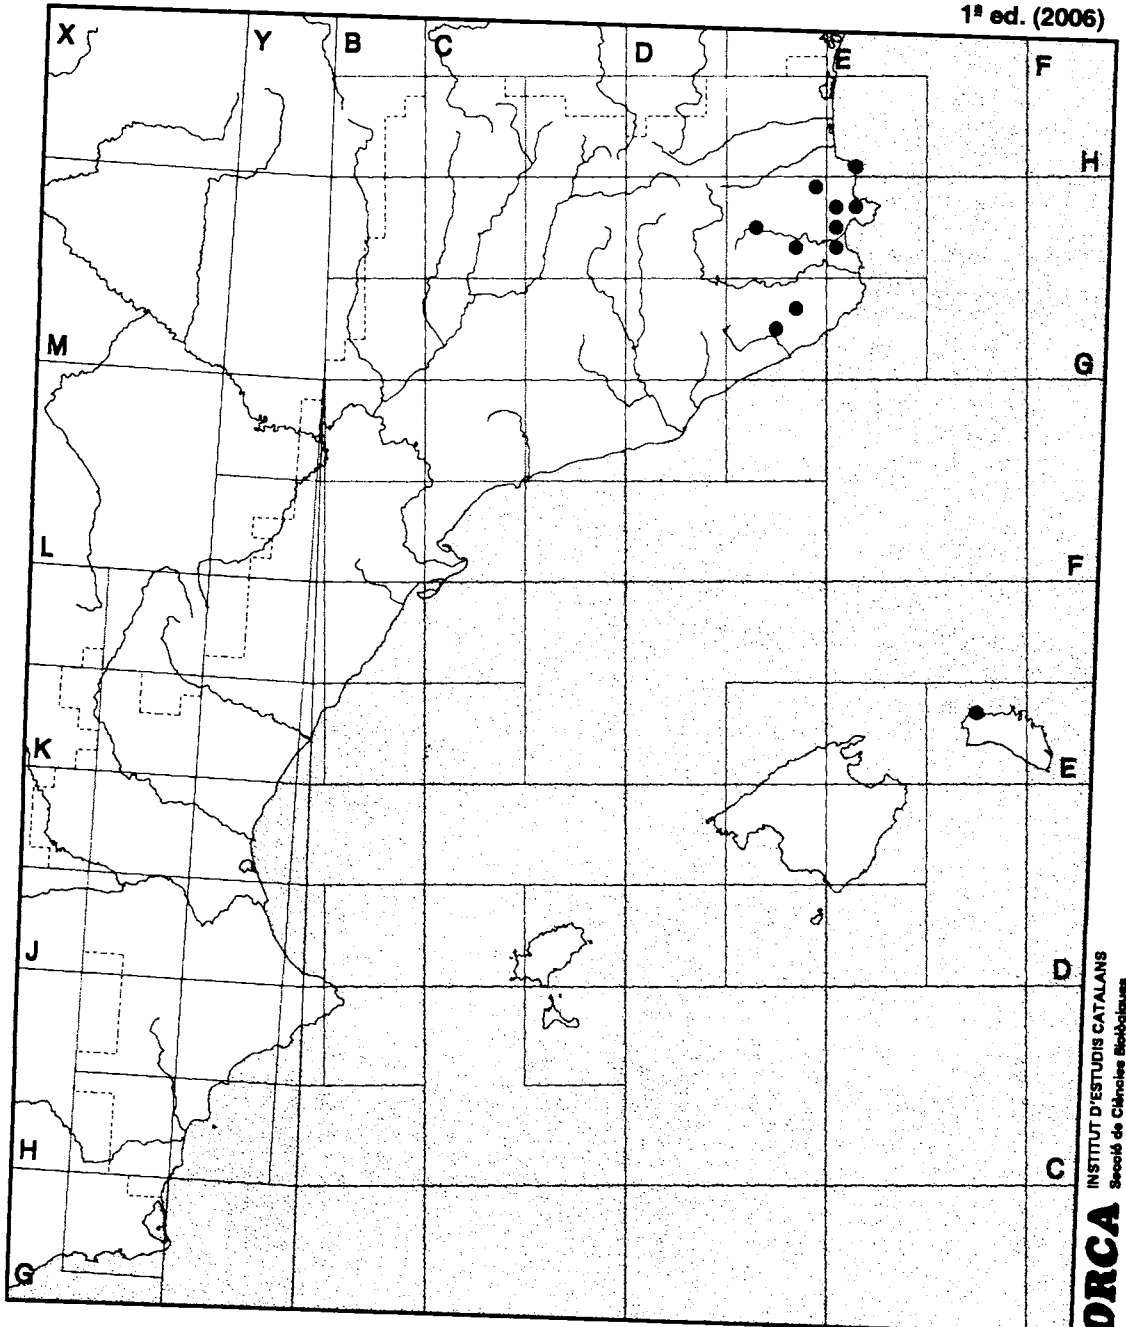 1ª ed. (2006)
X
Y
B
C
D
E
F
H
M
G
L
F
K
E
J
D
H
C
G
INSTITUT D'ESTUDIS CATALANS
Secció de Ciències Biològiques
ORCA